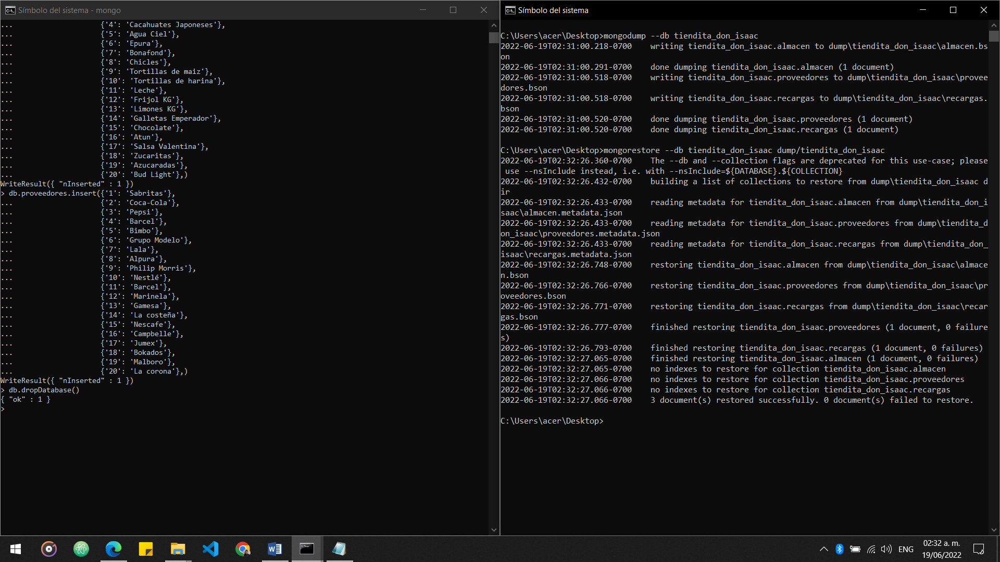 Símbolo del sistema - mongo
... {'4': 'Cacahuates Japoneses'},
... {'5': 'Agua Ciel'},
... {'6': 'Epura'},
... {'7': 'Bonafond'},
... {'8': 'Chicles'},
... {'9': 'Tortillas de maiz'},
... {'10': 'Tortillas de harina'},
... {'11': 'Leche'},
... {'12': 'Frijol KG'},
... {'13': 'Limones KG'},
... {'14': 'Galletas Emperador'},
... {'15': 'Chocolate'},
... {'16': 'Atun'},
... {'17': 'Salsa Valentina'},
... {'18': 'Zucaritas'},
... {'19': 'Azucaradas'},
... {'20': 'Bud Light'},)
WriteResult({ "nInserted" : 1 })
> db.proveedores.insert({'1': 'Sabritas'},
... {'2': 'Coca-Cola'},
... {'3': 'Pepsi'},
... {'4': 'Barcel'},
... {'5': 'Bimbo'},
... {'6': 'Grupo Modelo'},
... {'7': 'Lala'},
... {'8': 'Alpura'},
... {'9': 'Philip Morris'},
... {'10': 'Nestlé'},
... {'11': 'Barcel'},
... {'12': 'Marinela'},
... {'13': 'Gamesa'},
... {'14': 'La costeña'},
... {'15': 'Nescafe'},
... {'16': 'Campbelle'},
... {'17': 'Jumex'},
... {'18': 'Bokados'},
... {'19': 'Malboro'},
... {'20': 'La corona'},)
WriteResult({ "nInserted" : 1 })
> db.dropDatabase()
{ "ok" : 1 }
>
Símbolo del sistema
C:\Users\acer\Desktop>mongodump --db tiendita_don_isaac
2022-06-19T02:31:00.218-0700 writing tiendita_don_isaac.almacen to dump\tiendita_don_isaac\almacen.bs
on
2022-06-19T02:31:00.291-0700 done dumping tiendita_don_isaac.almacen (1 document)
2022-06-19T02:31:00.518-0700 writing tiendita_don_isaac.proveedores to dump\tiendita_don_isaac\provee
dores.bson
2022-06-19T02:31:00.518-0700 writing tiendita_don_isaac.recargas to dump\tiendita_don_isaac\recargas.
bson
2022-06-19T02:31:00.520-0700 done dumping tiendita_don_isaac.proveedores (1 document)
2022-06-19T02:31:00.520-0700 done dumping tiendita_don_isaac.recargas (1 document)
C:\Users\acer\Desktop>mongorestore --db tiendita_don_isaac dump/tiendita_don_isaac
2022-06-19T02:32:26.360-0700 The --db and --collection flags are deprecated for this use-case; please
use --nsInclude instead, i.e. with --nsInclude=${DATABASE}.${COLLECTION}
2022-06-19T02:32:26.432-0700 building a list of collections to restore from dump\tiendita_don_isaac d
ir
2022-06-19T02:32:26.433-0700 reading metadata for tiendita_don_isaac.almacen from dump\tiendita_don_i
saac\almacen.metadata.json
2022-06-19T02:32:26.433-0700 reading metadata for tiendita_don_isaac.proveedores from dump\tiendita_d
on_isaac\proveedores.metadata.json
2022-06-19T02:32:26.433-0700 reading metadata for tiendita_don_isaac.recargas from dump\tiendita_don_
isaac\recargas.metadata.json
2022-06-19T02:32:26.748-0700 restoring tiendita_don_isaac.almacen from dump\tiendita_don_isaac\almace
n.bson
2022-06-19T02:32:26.766-0700 restoring tiendita_don_isaac.proveedores from dump\tiendita_don_isaac\pr
oveedores.bson
2022-06-19T02:32:26.771-0700 restoring tiendita_don_isaac.recargas from dump\tiendita_don_isaac\recar
gas.bson
2022-06-19T02:32:26.777-0700 finished restoring tiendita_don_isaac.proveedores (1 document, 0 failure
s)
2022-06-19T02:32:26.793-0700 finished restoring tiendita_don_isaac.recargas (1 document, 0 failures)
2022-06-19T02:32:27.065-0700 finished restoring tiendita_don_isaac.almacen (1 document, 0 failures)
2022-06-19T02:32:27.065-0700 no indexes to restore for collection tiendita_don_isaac.almacen
2022-06-19T02:32:27.066-0700 no indexes to restore for collection tiendita_don_isaac.proveedores
2022-06-19T02:32:27.066-0700 no indexes to restore for collection tiendita_don_isaac.recargas
2022-06-19T02:32:27.066-0700 3 document(s) restored successfully. 0 document(s) failed to restore.
C:\Users\acer\Desktop>
ENG
02:32 a. m.
19/06/2022